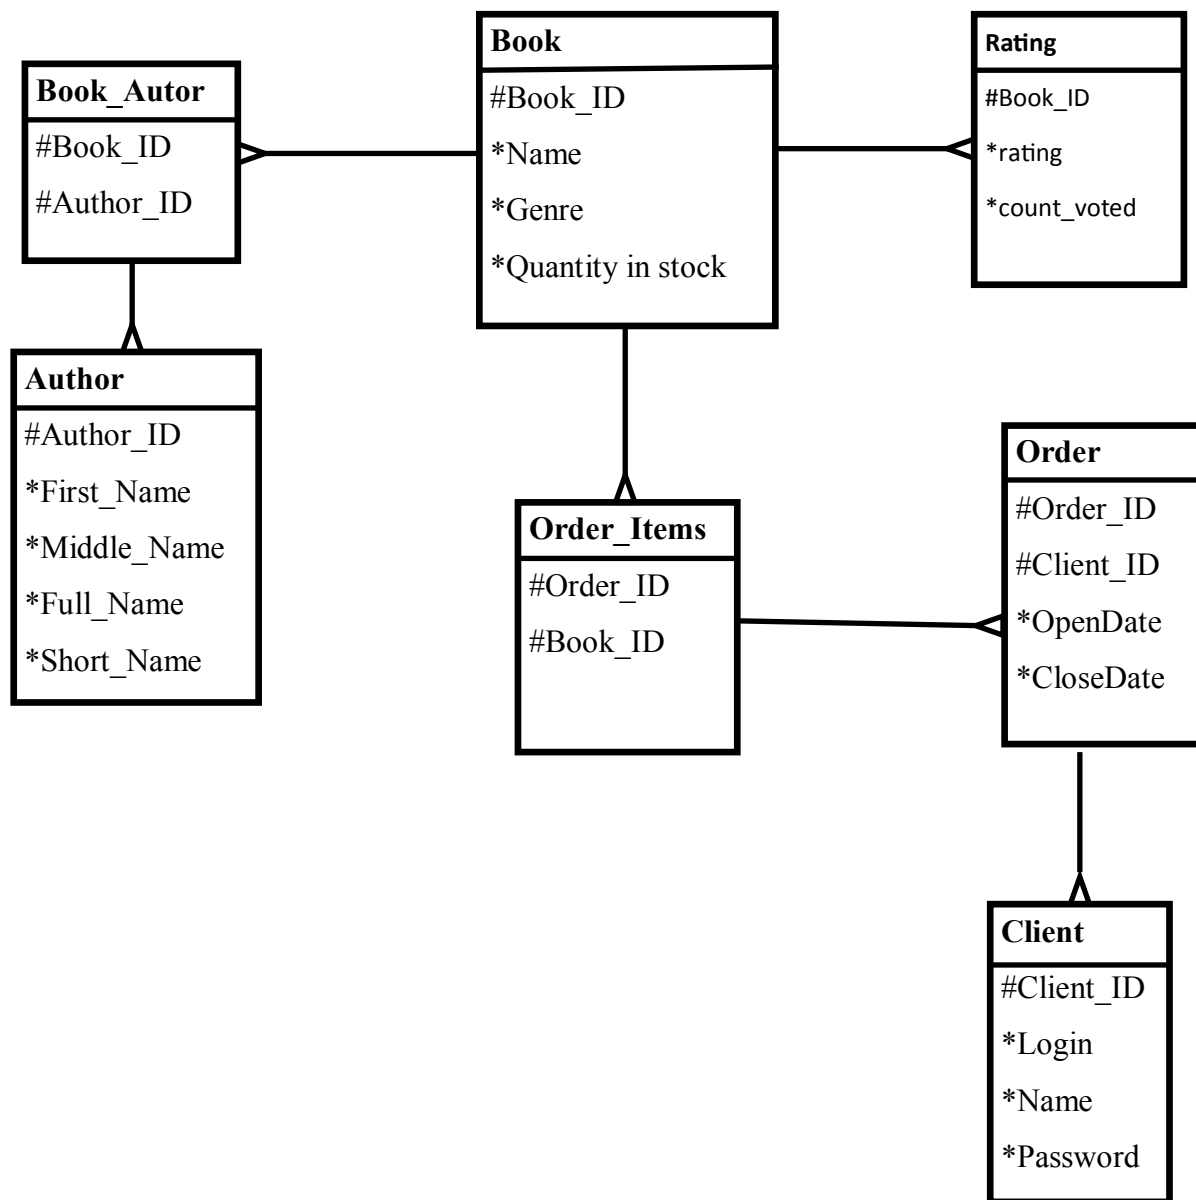 Book_Autor
#Book_ID
#Author_ID
Book
#Book_ID
*Name
*Genre
*Quantity in stock
Rating
#Book_ID
*rating
*count_voted
Author
#Author_ID
*First_Name
*Middle_Name
*Full_Name
*Short_Name
Order_Items
#Order_ID
#Book_ID
Order
#Order_ID
#Client_ID
*OpenDate
*CloseDate
Client
#Client_ID
*Login
*Name
*Password